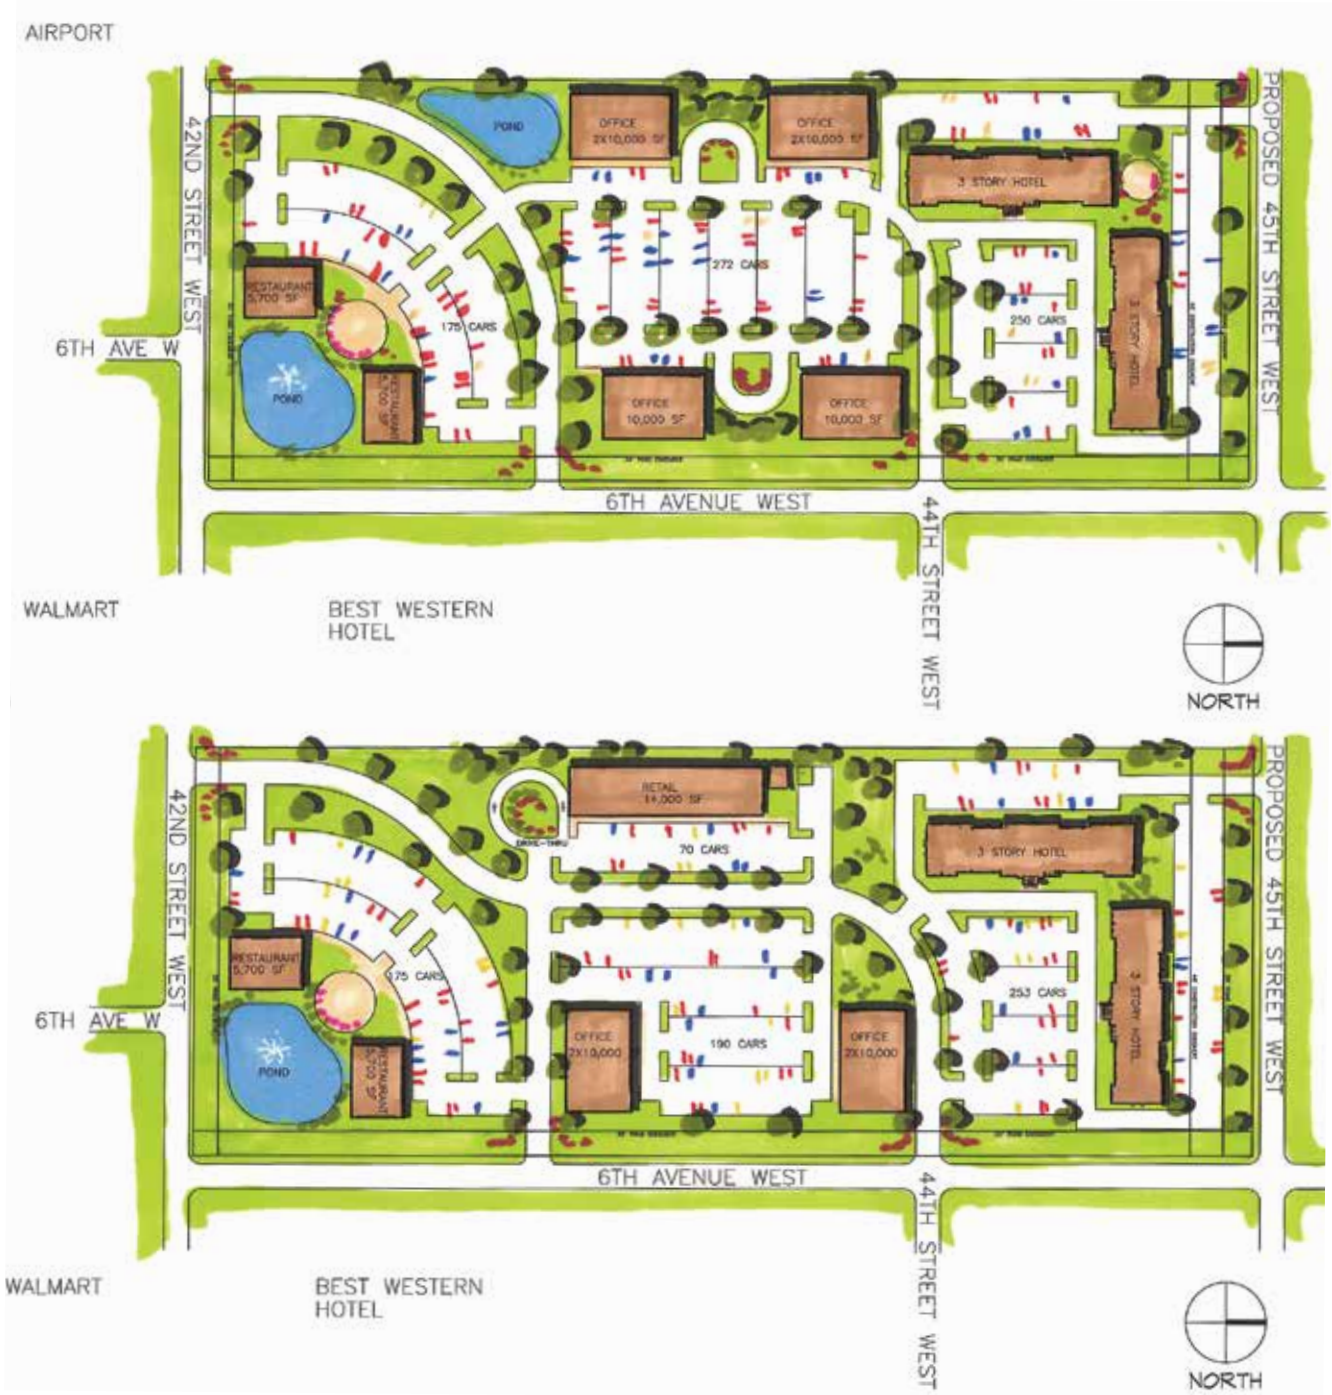 AIRPORT
42ND STREET WEST
PROPOSED 45TH STREET WEST
POND
OFFICE
2X10,000 SF
OFFICE
2X10,000 SF
3 STORY HOTEL
RESTAURANT
5,700 SF
272 CARS
175 CARS
250 CARS
3 STORY HOTEL
6TH AVE W
POND
RESTAURANT
OFFICE
10,000 SF
OFFICE
10,000 SF
6TH AVENUE WEST
44TH STREET WEST
WALMART
BEST WESTERN
HOTEL
NORTH
42ND STREET WEST
PROPOSED 45TH STREET WEST
RETAIL
14,000 SF
DRIVE-THRU
70 CARS
3 STORY HOTEL
RESTAURANT
5,700 SF
175 CARS
253 CARS
3 STORY HOTEL
6TH AVE W
OFFICE
2X10,000
190 CARS
OFFICE
2X10,000
POND
RESTAURANT
5,700 SF
6TH AVENUE WEST
44TH STREET WEST
WALMART
BEST WESTERN
HOTEL
NORTH